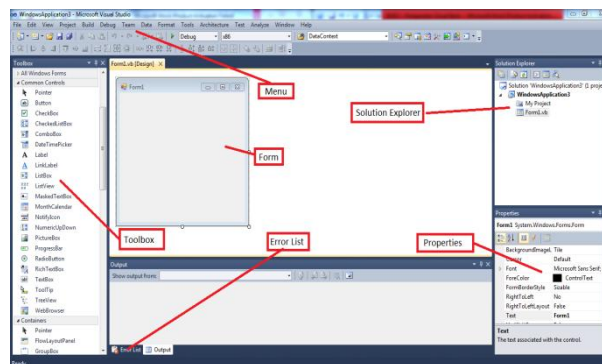 WindowsApplication3 - Microsoft Visual Studio
File Edit View Project Build Debug Team Data Format Tools Architecture Test Analyze Window Help
Debug x86 DataContext
Toolbox
All Windows Forms
Common Controls
Pointer
Button
CheckBox
CheckedListBox
ComboBox
DateTimePicker
Label
LinkLabel
ListBox
ListView
MaskedTextBox
MonthCalendar
NotifyIcon
NumericUpDown
PictureBox
ProgressBar
RadioButton
RichTextBox
TextBox
ToolTip
TreeView
WebBrowser
Containers
Pointer
FlowLayoutPanel
GroupBox
Toolbox
Form1.vb [Design]
Form1
Menu
Form
Solution Explorer
Error List
Properties
Output
Show output from:
Error List Output
Solution Explorer
Solution 'WindowsApplication3' (1 proje
WindowsApplication3
My Project
Form1.vb
Properties
Form1 System.Windows.Forms.Form
BackgroundImageL Tile
Cursor Default
Font Microsoft Sans Serif;
ForeColor ControlText
FormBorderStyle Sizable
RightToLeft No
RightToLeftLayout False
Text Form1
Text
The text associated with the control.
Ready